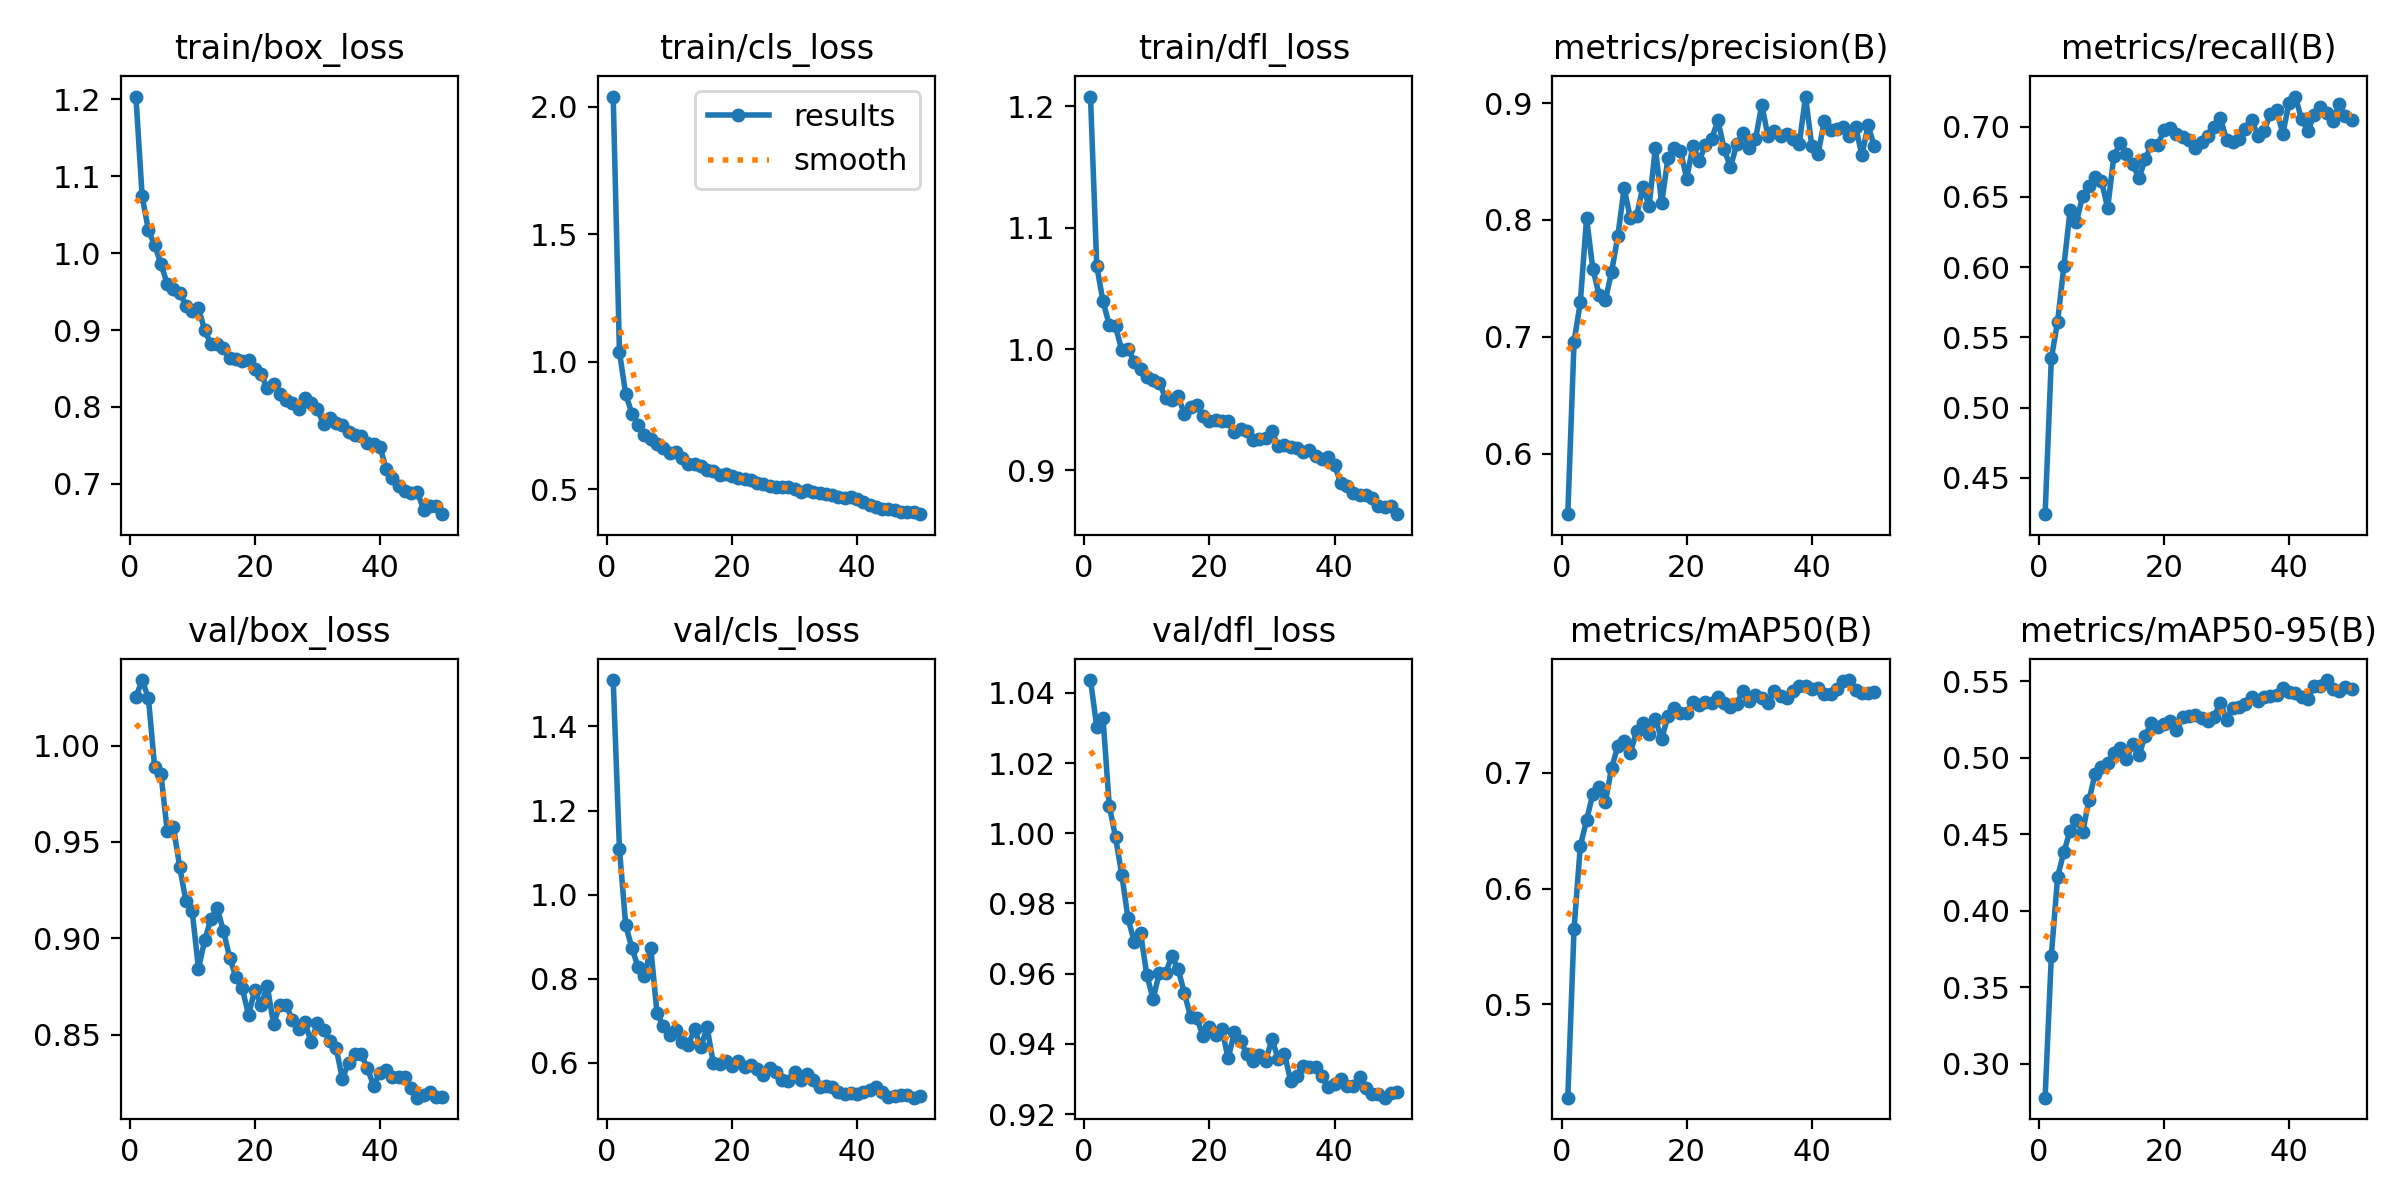 train/box_loss
1.2
1.1
1.0
0.9
0.8
0.7
0 20 40
train/cls_loss
results
smooth
2.0
1.5
1.0
0.5
0 20 40
train/dfl_loss
1.2
1.1
1.0
0.9
0 20 40
metrics/precision(B)
0.9
0.8
0.7
0.6
0 20 40
metrics/recall(B)
0.70
0.65
0.60
0.55
0.50
0.45
0 20 40
val/box_loss
1.00
0.95
0.90
0.85
0 20 40
val/cls_loss
1.4
1.2
1.0
0.8
0.6
0 20 40
val/dfl_loss
1.04
1.02
1.00
0.98
0.96
0.94
0.92
0 20 40
metrics/mAP50(B)
0.7
0.6
0.5
0 20 40
metrics/mAP50-95(B)
0.55
0.50
0.45
0.40
0.35
0.30
0 20 40